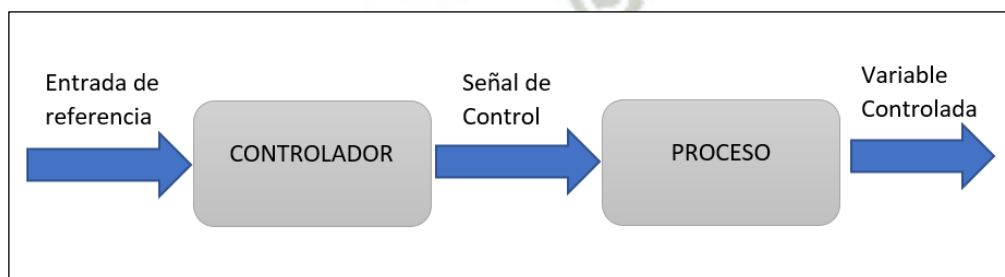 Entrada de
referencia
CONTROLADOR
Señal de
Control
PROCESO
Variable
Controlada